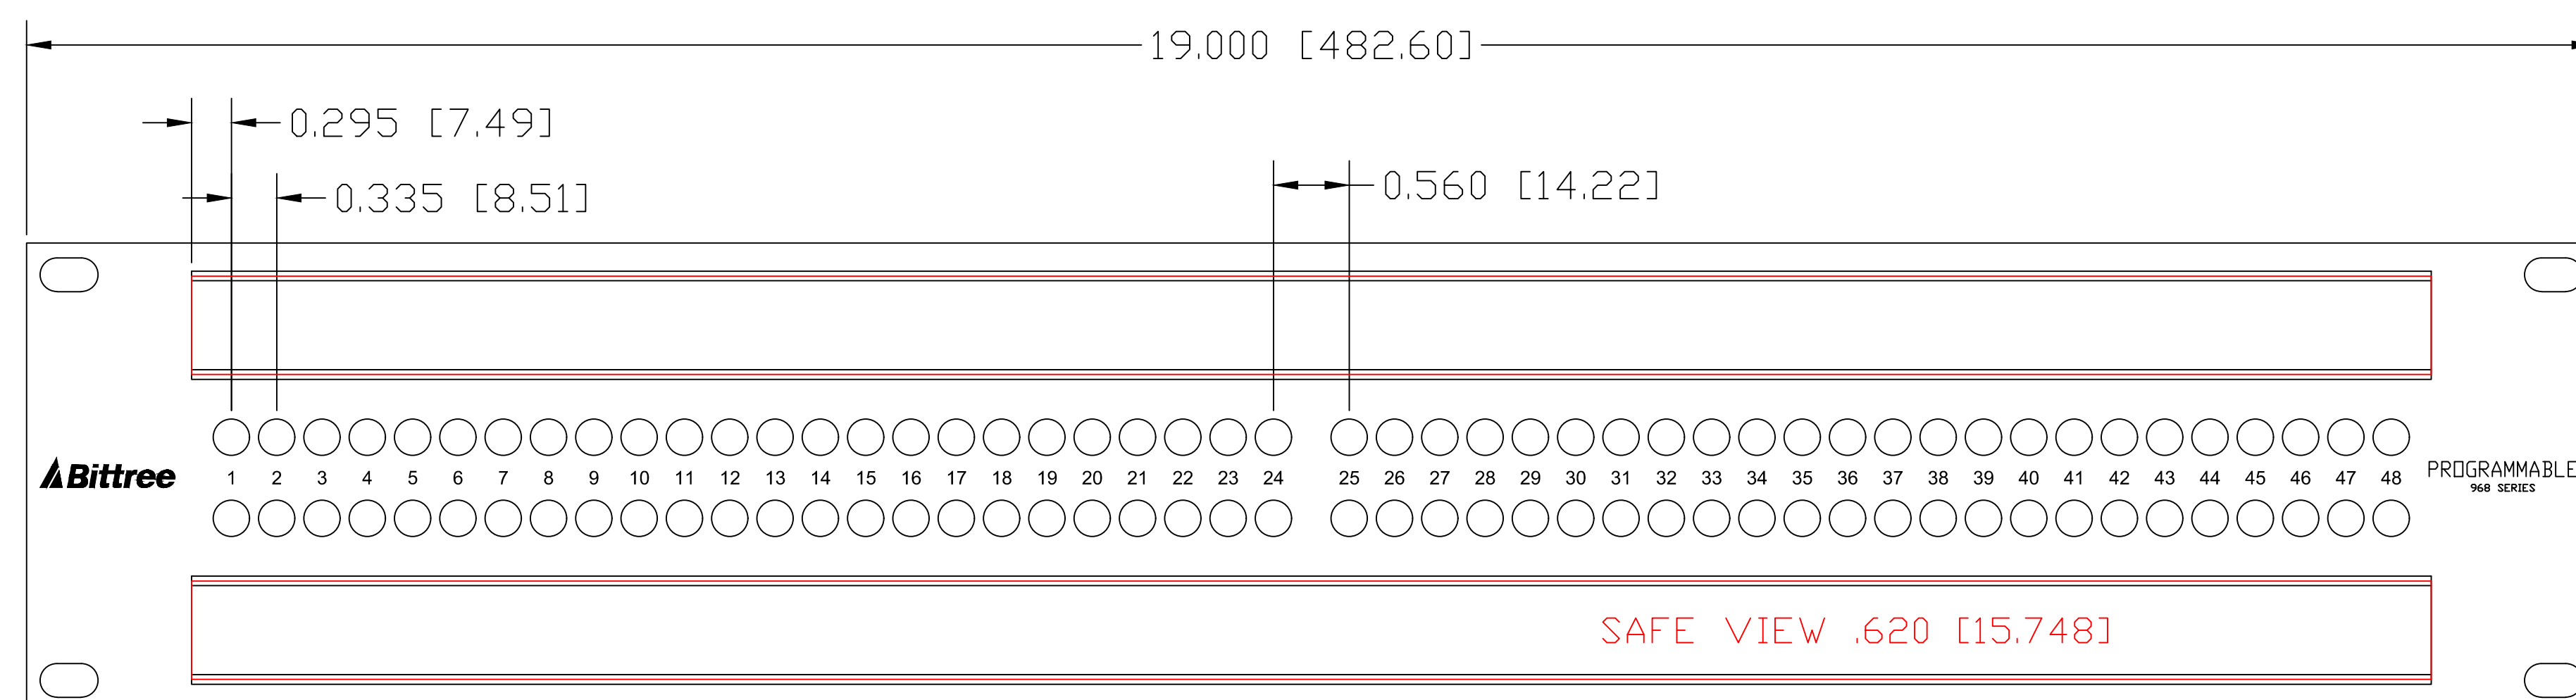 19.000 [482.60]
0.295 [7.49]
0.335 [8.51]
0.560 [14.22]
Bittree
1 2 3 4 5 6 7 8 9 10 11 12 13 14 15 16 17 18 19 20 21 22 23 24 25 26 27 28 29 30 31 32 33 34 35 36 37 38 39 40 41 42 43 44 45 46 47 48
PROGRAMMABLE
968 SERIES
SAFE VIEW .620 [15.748]